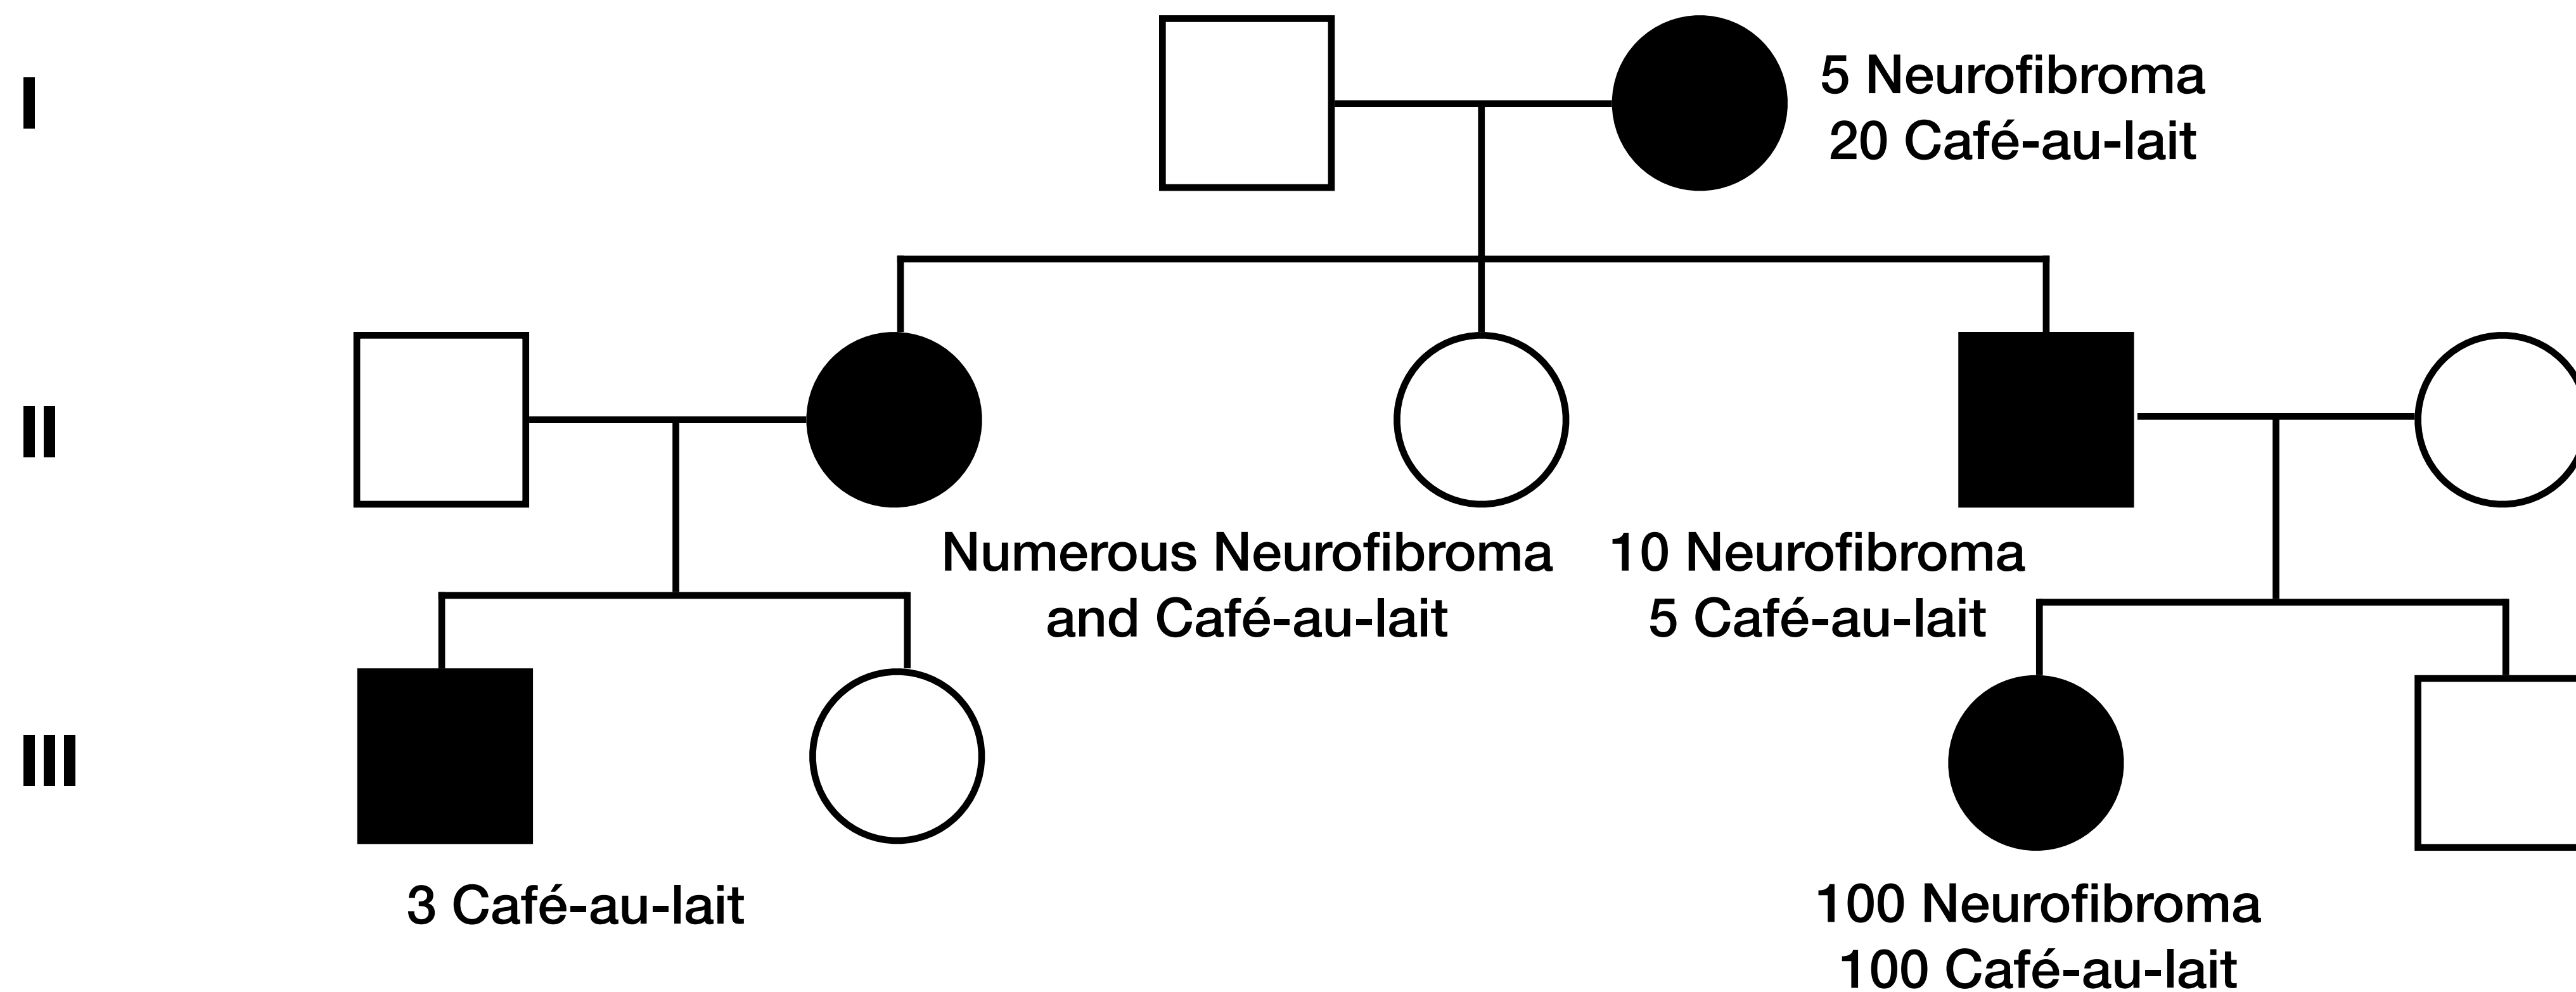 I
5 Neurofibroma
20 Café-au-lait
II
Numerous Neurofibroma
and Café-au-lait
10 Neurofibroma
5 Café-au-lait
III
3 Café-au-lait
100 Neurofibroma
100 Café-au-lait